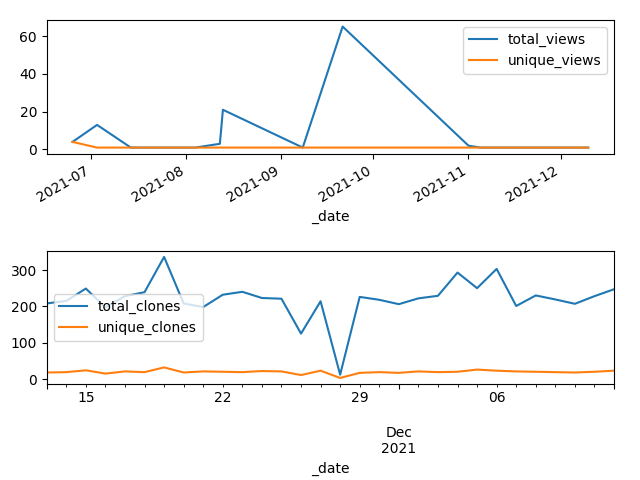 60
40
20
0
total_views
unique_views
2021-07
2021-08
2021-09
2021-10
2021-11
2021-12
_date
300
200
100
0
total_clones
unique_clones
15
22
29
06
Dec
2021
_date